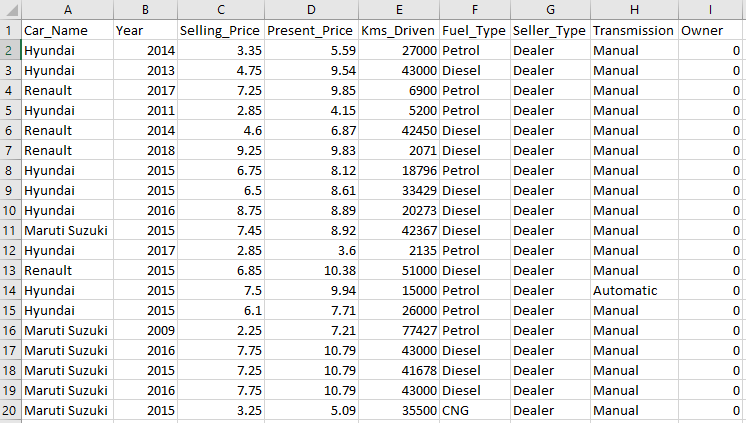 A B C D E F G H I
1 Car_Name Year Selling_Price Present_Price Kms_Driven Fuel_Type Seller_Type Transmission Owner
2 Hyundai 2014 3.35 5.59 27000 Petrol Dealer Manual 0
3 Hyundai 2013 4.75 9.54 43000 Diesel Dealer Manual 0
4 Renault 2017 7.25 9.85 6900 Petrol Dealer Manual 0
5 Hyundai 2011 2.85 4.15 5200 Petrol Dealer Manual 0
6 Renault 2014 4.6 6.87 42450 Diesel Dealer Manual 0
7 Renault 2018 9.25 9.83 2071 Diesel Dealer Manual 0
8 Hyundai 2015 6.75 8.12 18796 Petrol Dealer Manual 0
9 Hyundai 2015 6.5 8.61 33429 Diesel Dealer Manual 0
10 Hyundai 2016 8.75 8.89 20273 Diesel Dealer Manual 0
11 Maruti Suzuki 2015 7.45 8.92 42367 Diesel Dealer Manual 0
12 Hyundai 2017 2.85 3.6 2135 Petrol Dealer Manual 0
13 Renault 2015 6.85 10.38 51000 Diesel Dealer Manual 0
14 Hyundai 2015 7.5 9.94 15000 Petrol Dealer Automatic 0
15 Hyundai 2015 6.1 7.71 26000 Petrol Dealer Manual 0
16 Maruti Suzuki 2009 2.25 7.21 77427 Petrol Dealer Manual 0
17 Maruti Suzuki 2016 7.75 10.79 43000 Diesel Dealer Manual 0
18 Maruti Suzuki 2015 7.25 10.79 41678 Diesel Dealer Manual 0
19 Maruti Suzuki 2016 7.75 10.79 43000 Diesel Dealer Manual 0
20 Maruti Suzuki 2015 3.25 5.09 35500 CNG Dealer Manual 0